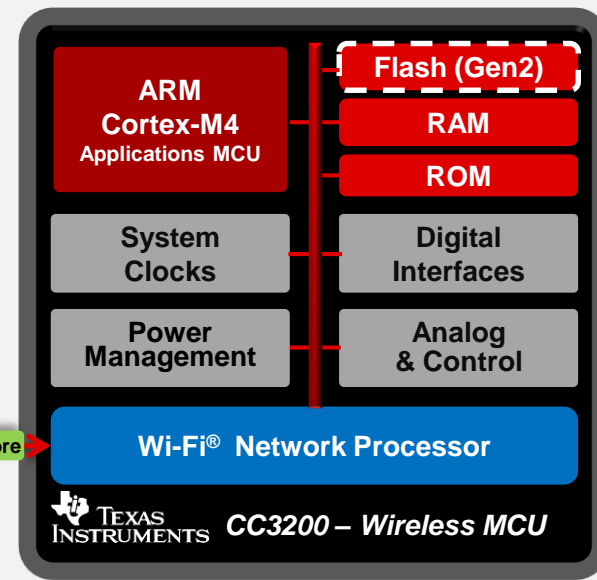 ARM
Cortex-M4
Applications MCU
Flash (Gen2)
RAM
ROM
System
Clocks
Digital
Interfaces
Power
Management
Analog
& Control
Wi-Fi® Network Processor
TEXAS
INSTRUMENTS
CC3200 – Wireless MCU